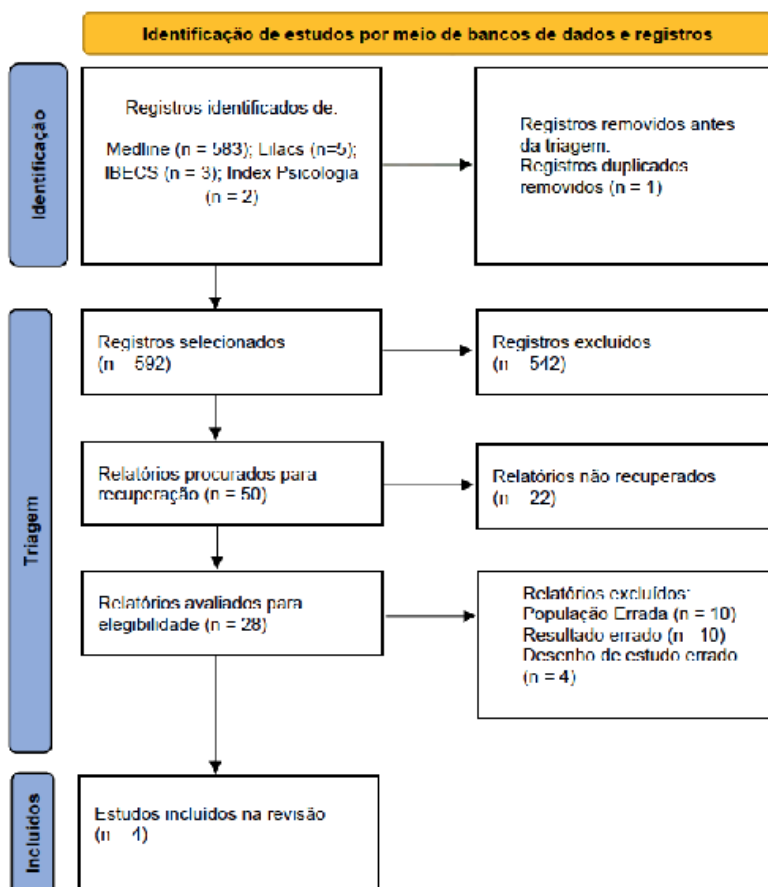 Identificação de estudos por meio de bancos de dados e registros
Identificação
Registros identificados de:
Medline (n = 583); Lilacs (n=5);
IBECS (n = 3); Index Psicologia
(n = 2)
Registros removidos antes
da triagem:
Registros duplicados
removidos (n = 1)
Triagem
Registros selecionados
(n = 592)
Registros excluídos
(n = 542)
Relatórios procurados para
recuperação (n = 50)
Relatórios não recuperados
(n = 22)
Relatórios avaliados para
elegibilidade (n = 28)
Relatórios excluídos:
População Errada (n = 10)
Resultado errado (n = 10)
Desenho de estudo errado
(n = 4)
Incluídos
Estudos incluídos na revisão
(n = 4)